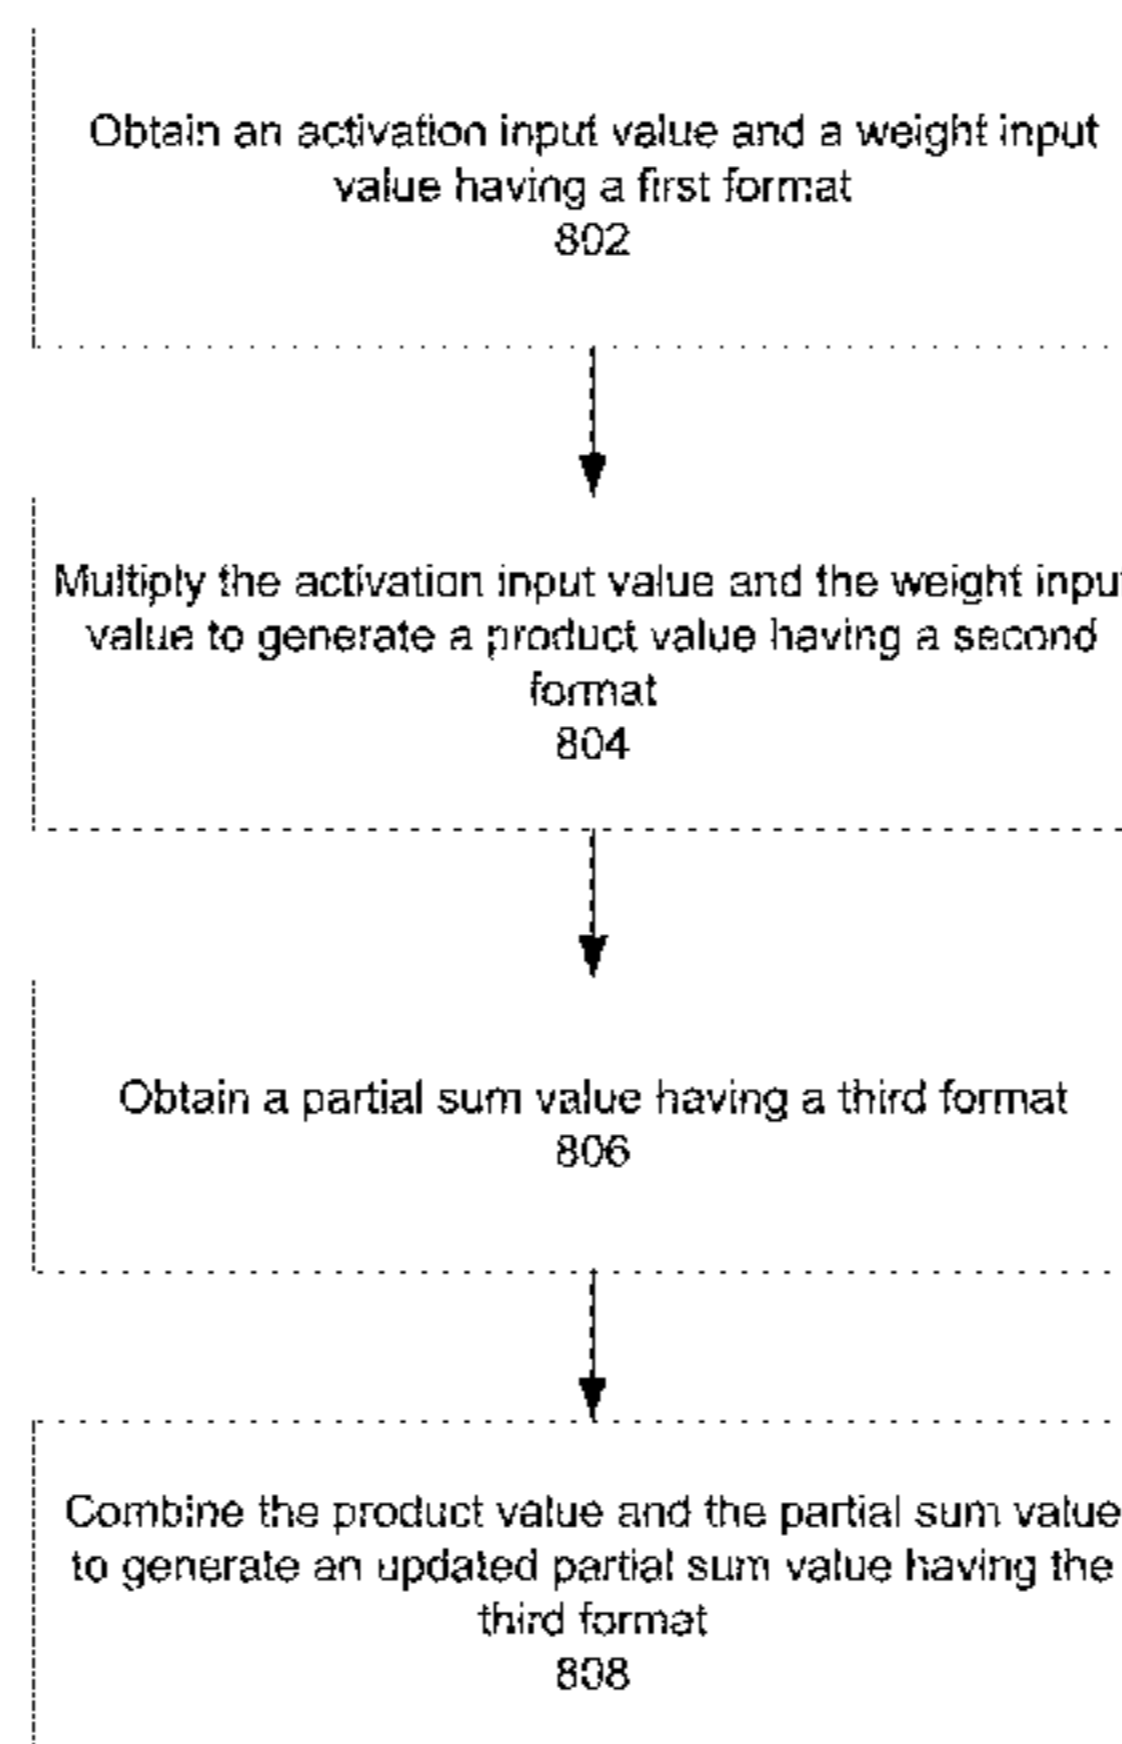 Obtain an activation input value and a weight input
value having a first format
802
Multiply the activation input value and the weight input
value to generate a product value having a second
format
804
Obtain a partial sum value having a third format
806
Combine the product value and the partial sum value
to generate an updated partial sum value having the
third format
808